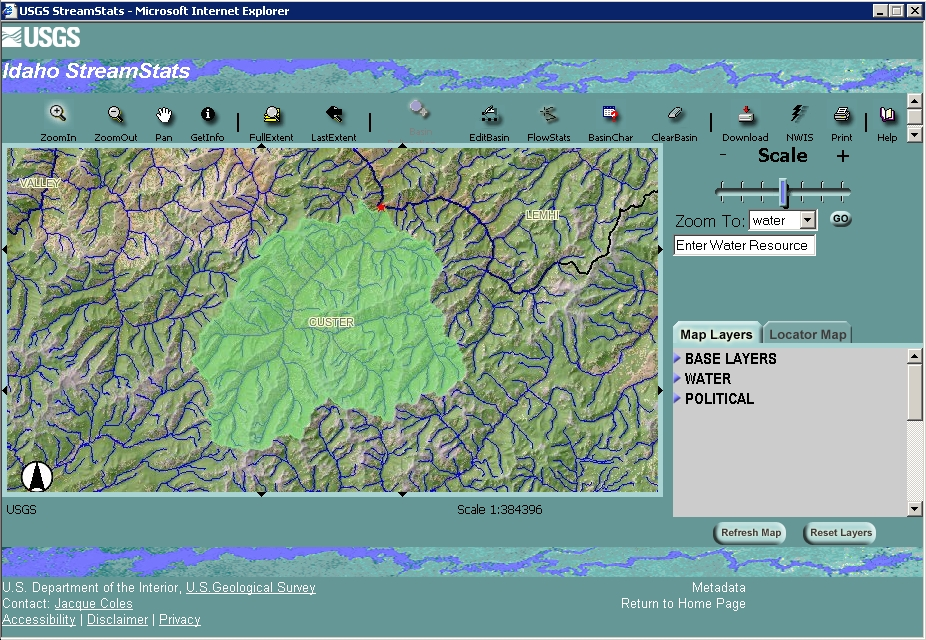 USGS StreamStats - Microsoft Internet Explorer
USGS
Idaho StreamStats
ZoomIn ZoomOut Pan GetInfo FullExtent LastExtent EditBasin FlowStats BasinChar ClearBasin Download NWIS Print Help
- Scale +
VALLEY
LEMHI
Zoom To: water GO
Enter Water Resource
CUSTER
Map Layers Locator Map
BASE LAYERS
WATER
POLITICAL
USGS Scale 1:384396
Refresh Map Reset Layers
U.S. Department of the Interior, U.S.Geological Survey Metadata
Contact: Jacque Coles Return to Home Page
Accessibility | Disclaimer | Privacy